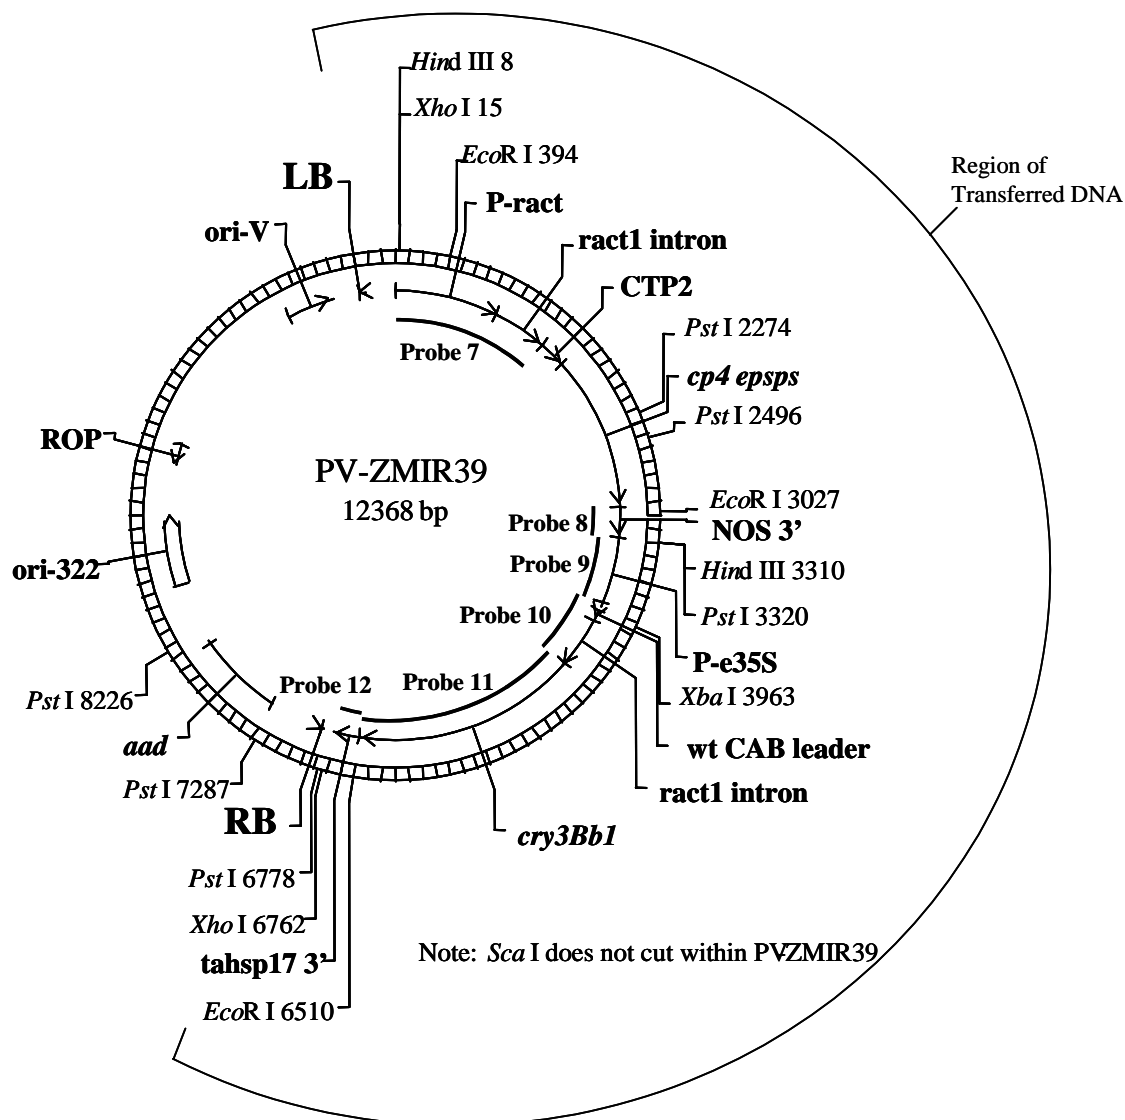 Hind III 8
Xho I 15
EcoR I 394
Region of
Transferred DNA
LB
P-ract
ori-V
ract1 intron
CTP2
Pst I 2274
Probe 7
cp4 epsps
Pst I 2496
ROP
PV-ZMIR39
12368 bp
EcoR I 3027
Probe 8
NOS 3’
Probe 9
ori-322
Hind III 3310
Probe 10
Pst I 3320
P-e35S
Probe 12
Probe 11
Pst I 8226
Xba I 3963
aad
wt CAB leader
Pst I 7287
ract1 intron
RB
cry3Bb1
Pst I 6778
Xho I 6762
Note: Sca I does not cut within PV-ZMIR39
tahsp17 3’
EcoR I 6510